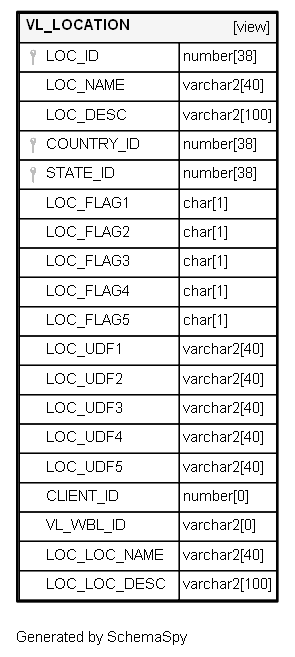 VL_LOCATION [view]
LOC_ID number[38]
LOC_NAME varchar2[40]
LOC_DESC varchar2[100]
COUNTRY_ID number[38]
STATE_ID number[38]
LOC_FLAG1 char[1]
LOC_FLAG2 char[1]
LOC_FLAG3 char[1]
LOC_FLAG4 char[1]
LOC_FLAG5 char[1]
LOC_UDF1 varchar2[40]
LOC_UDF2 varchar2[40]
LOC_UDF3 varchar2[40]
LOC_UDF4 varchar2[40]
LOC_UDF5 varchar2[40]
CLIENT_ID number[0]
VL_WBL_ID varchar2[0]
LOC_LOC_NAME varchar2[40]
LOC_LOC_DESC varchar2[100]
Generated by SchemaSpy